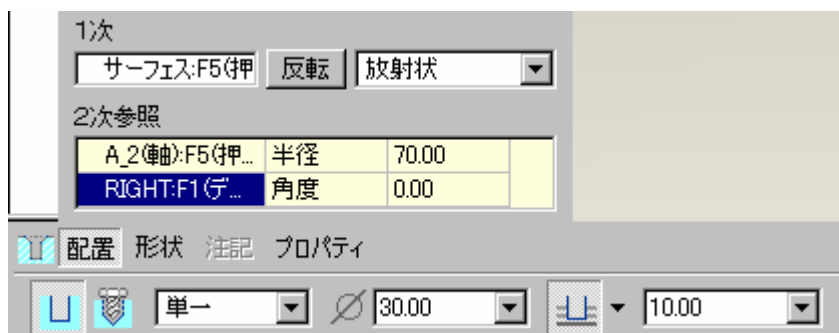 1次
サーフェス:F5(押 反転 放射状
2次参照
A_2(軸):F5(押... 半径 70.00
RIGHT:F1(デ... 角度 0.00
配置 形状 注記 プロパティ
単一 30.00 10.00